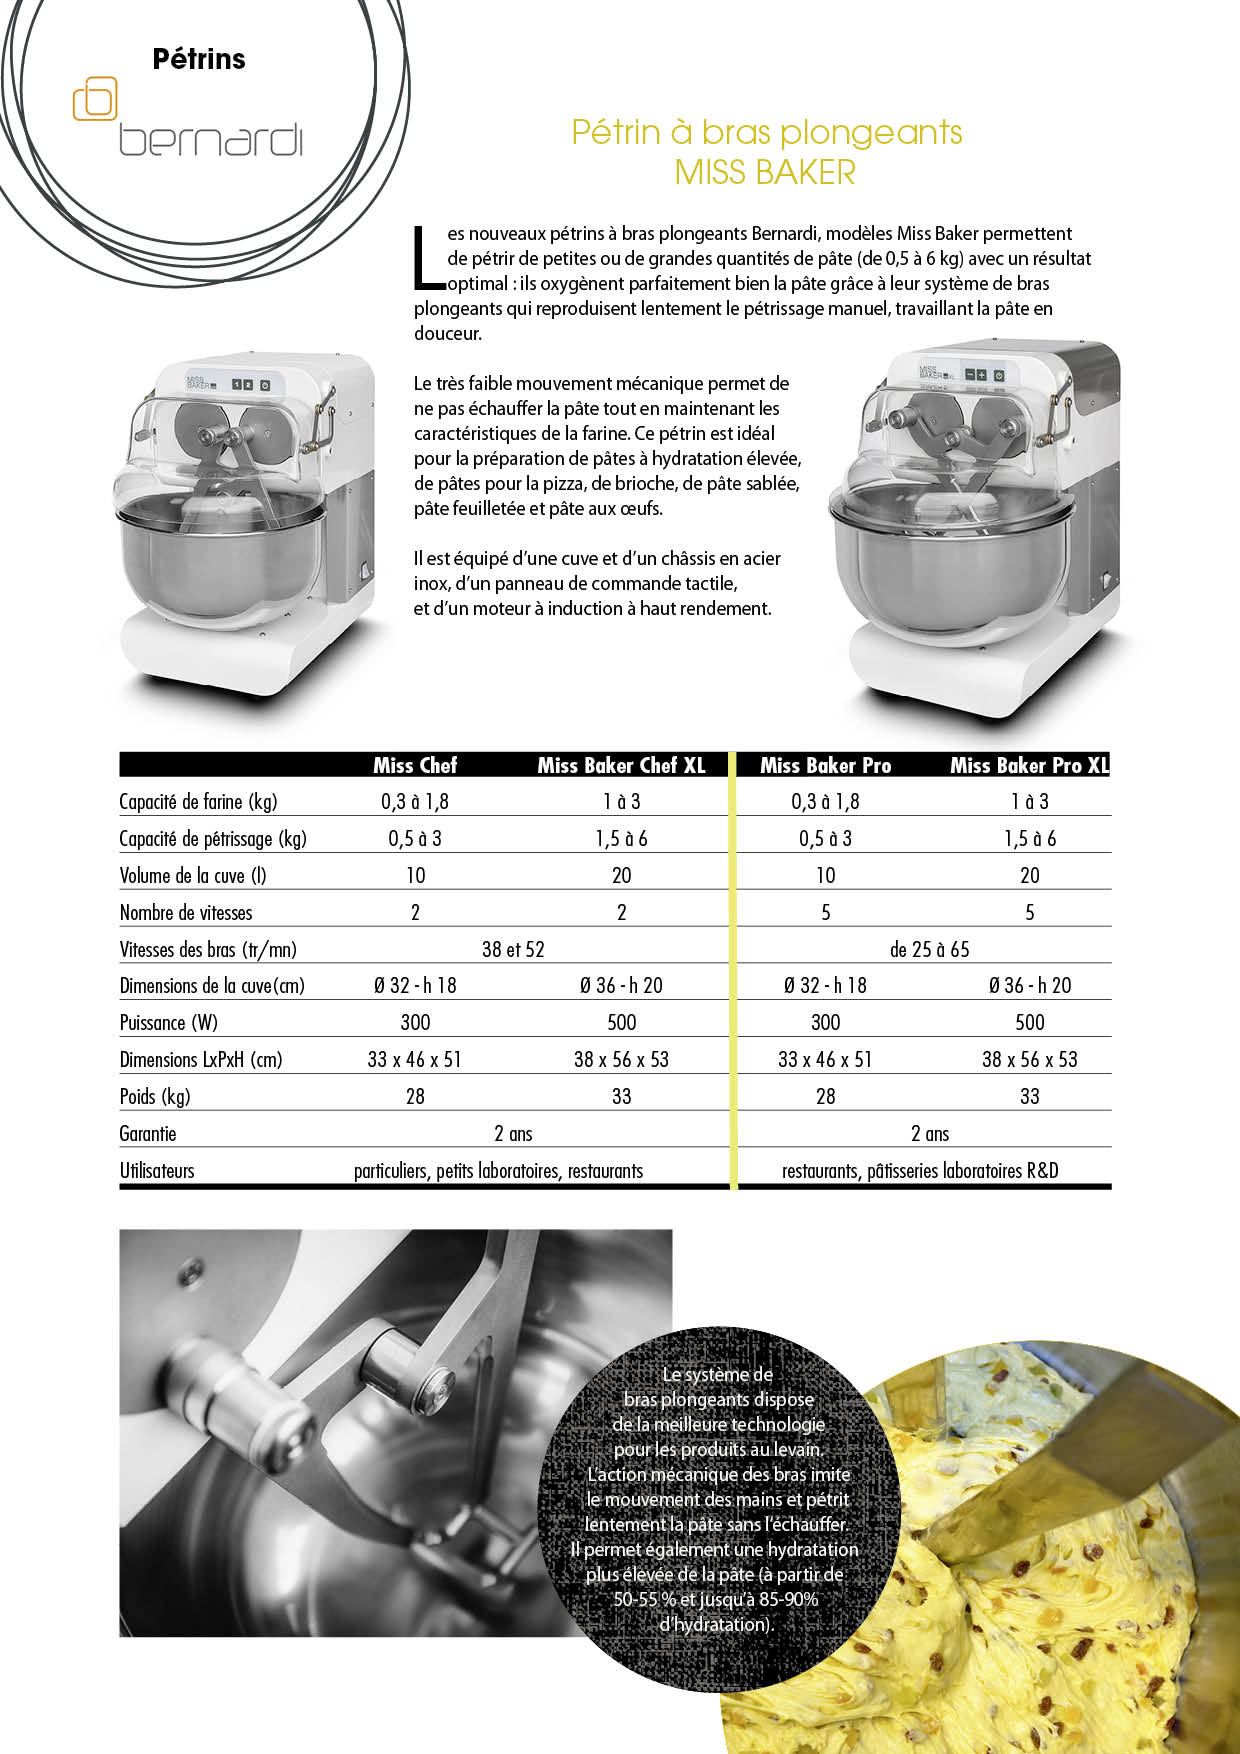 Pétrins
bernardi
Pétrin à bras plongeants
MISS BAKER
Les nouveaux pétrins à bras plongeants Bernardi, modèles Miss Baker permettent
de pétrir de petites ou de grandes quantités de pâte (de 0,5 à 6 kg) avec un résultat
optimal : ils oxygènent parfaitement bien la pâte grâce à leur système de bras
plongeants qui reproduisent lentement le pétrissage manuel, travaillant la pâte en
douceur.
Le très faible mouvement mécanique permet de
ne pas échauffer la pâte tout en maintenant les
caractéristiques de la farine. Ce pétrin est idéal
pour la préparation de pâtes à hydratation élevée,
de pâtes pour la pizza, de brioche, de pâte sablée,
pâte feuilletée et pâte aux œufs.
Il est équipé d'une cuve et d'un châssis en acier
inox, d'un panneau de commande tactile,
et d'un moteur à induction à haut rendement.
MISS
BAKER
1 2
MISS
BAKER XL
- +
Miss Chef Miss Baker Chef XL Miss Baker Pro Miss Baker Pro XL
Capacité de farine (kg) 0,3 à 1,8 1 à 3 0,3 à 1,8 1 à 3
Capacité de pétrissage (kg) 0,5 à 3 1,5 à 6 0,5 à 3 1,5 à 6
Volume de la cuve (l) 10 20 10 20
Nombre de vitesses 2 2 5 5
Vitesses des bras (tr/mn) 38 et 52 de 25 à 65
Dimensions de la cuve(cm) Ø 32 - h 18 Ø 36 - h 20 Ø 32 - h 18 Ø 36 - h 20
Puissance (W) 300 500 300 500
Dimensions LxPxH (cm) 33 x 46 x 51 38 x 56 x 53 33 x 46 x 51 38 x 56 x 53
Poids (kg) 28 33 28 33
Garantie 2 ans 2 ans
Utilisateurs particuliers, petits laboratoires, restaurants restaurants, pâtisseries laboratoires R&D
Le système de
bras plongeants dispose
de la meilleure technologie
pour les produits au levain.
L'action mécanique des bras imite
le mouvement des mains et pétrit
lentement la pâte sans l'échauffer.
Il permet également une hydratation
plus élevée de la pâte (à partir de
50-55 % et jusqu'à 85-90%
d'hydratation).